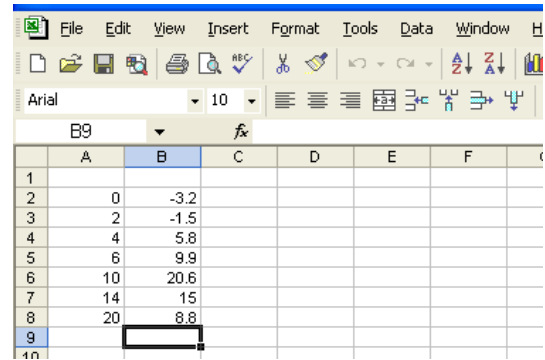 File Edit View Insert Format Tools Data Window H
ABC A Z Z A
Arial 10
B9 fx
A B C D E F
1
2 0 -3.2
3 2 -1.5
4 4 5.8
5 6 9.9
6 10 20.6
7 14 15
8 20 8.8
9
10